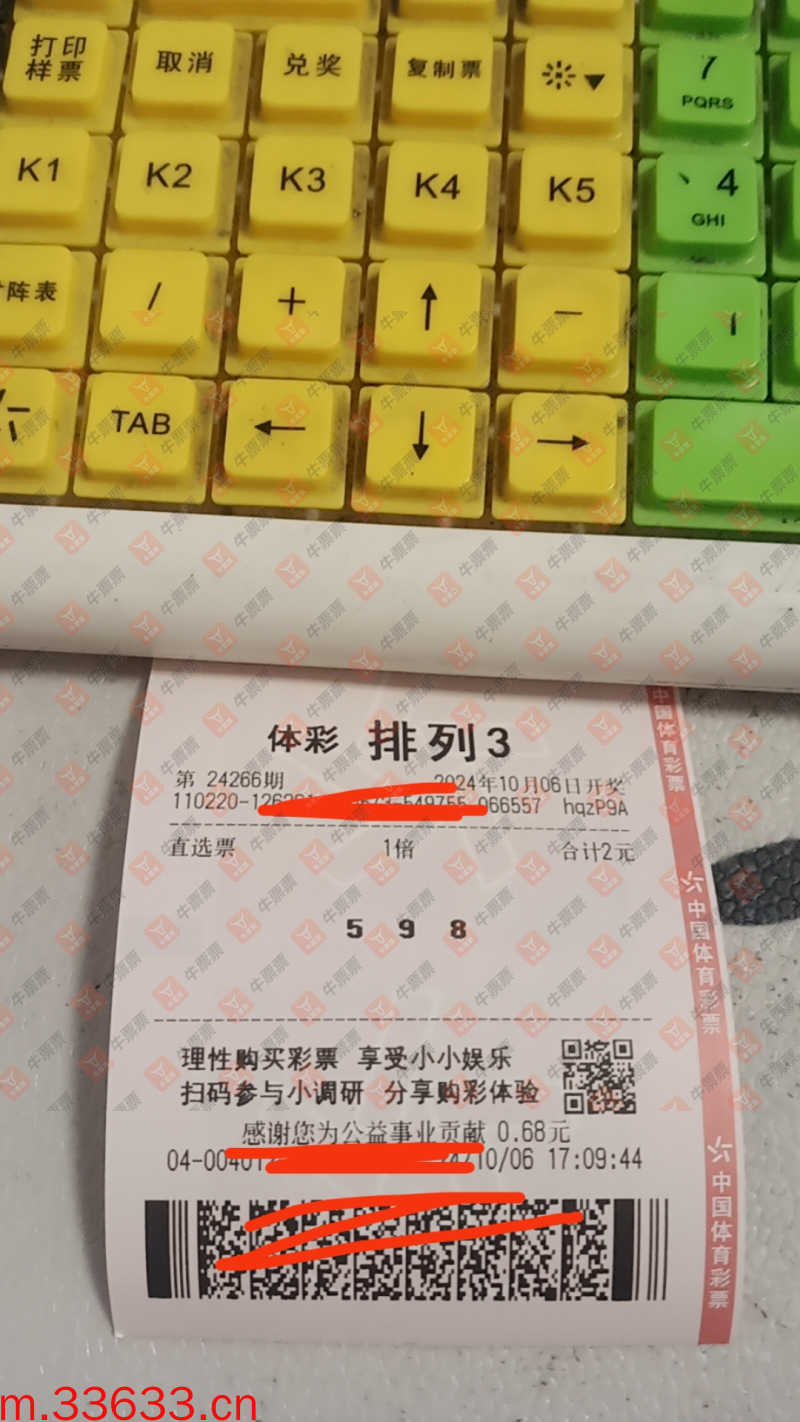 打印
样票
取消
兑奖
复制票
7
PQRS
K1
K2
K3
K4
K5
4
GHI
阵表
/
+
↑
-
1
TAB
←
↓
→
体彩 排列3
第 24266期
2024年10月06日开奖
066557 hqzP9A
直选票
1倍
合计2元
5 9 8
理性购买彩票 享受小小娱乐
扫码参与小调研 分享购彩体验
感谢您为公益事业贡献 0.68元
/10/06 17:09:44
中国体育彩票
中国体育彩票
中国体育彩票
牛票票
m.33633.cn